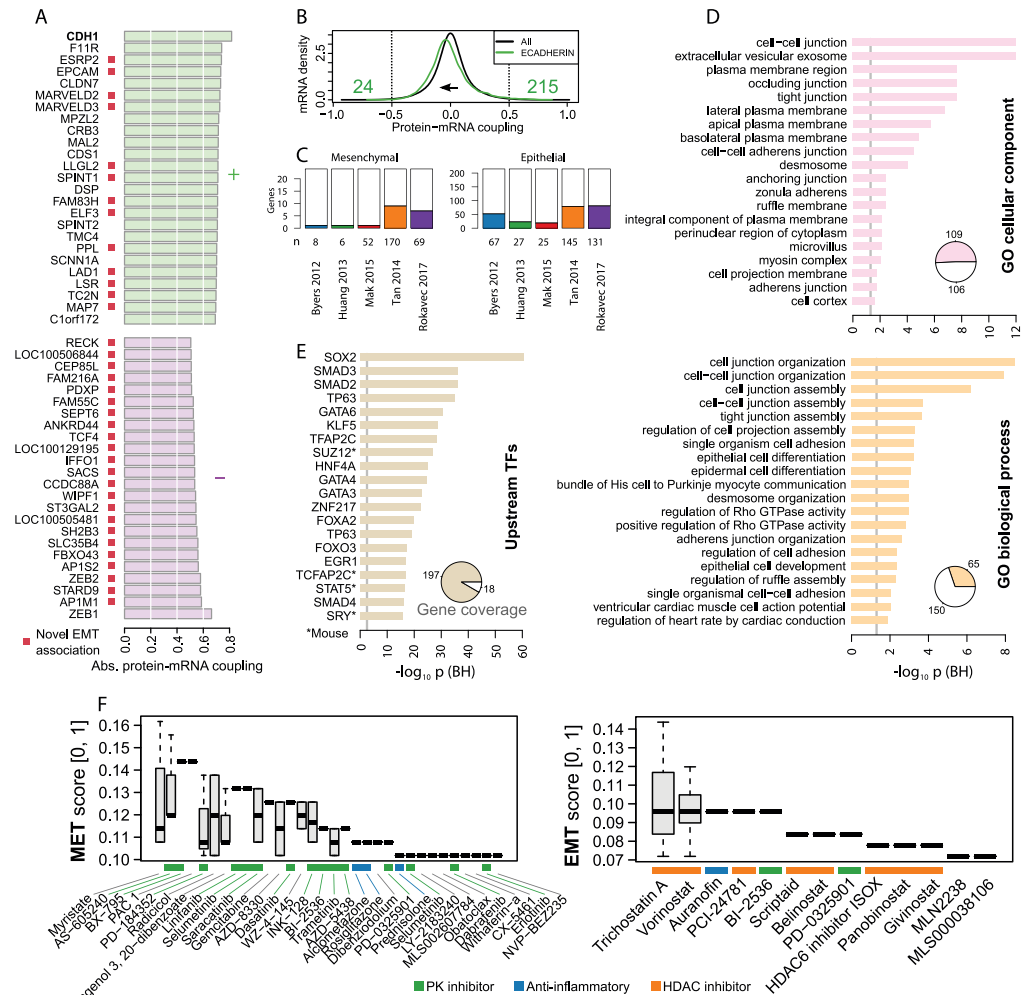 A
CDH1
F11R
ESRP2
EPCAM
CLDN7
MARVELD2
MARVELD3
MPZL2
CRB3
MAL2
CDS1
LLGL2
SPINT1
DSP
FAM83H
ELF3
SPINT2
TMC4
PPL
SCNN1A
LAD1
LSR
TC2N
MAP7
C1orf172
+
RECK
LOC100506844
CEP85L
FAM216A
PDXP
FAM55C
SEPT6
ANKRD44
TCF4
LOC100129195
IFFO1
SACS
CCDC88A
WIPF1
ST3GAL2
LOC100505481
SH2B3
SLC35B4
FBXO43
AP1S2
ZEB2
STARD9
AP1M1
ZEB1
−
0.0 0.2 0.4 0.6 0.8
Novel EMT association
Abs. protein-mRNA coupling
B
mRNA density
0.0 1.0 2.5
All
ECADHERIN
24 215
-1.0 -0.5 0.0 0.5 1.0
Protein-mRNA coupling
C
Mesenchymal Epithelial
Genes
20
15
10
5
0
200
150
100
50
0
n 8 6 52 170 69 67 27 25 145 131
Byers 2012
Huang 2013
Mak 2015
Tan 2014
Rokavec 2017
Byers 2012
Huang 2013
Mak 2015
Tan 2014
Rokavec 2017
D
cell-cell junction
extracellular vesicular exosome
plasma membrane region
occluding junction
tight junction
lateral plasma membrane
apical plasma membrane
basolateral plasma membrane
cell-cell adherens junction
desmosome
anchoring junction
zonula adherens
ruffle membrane
integral component of plasma membrane
perinuclear region of cytoplasm
microvillus
myosin complex
cell projection membrane
adherens junction
cell cortex
109
106
0 2 4 6 8 10 12
GO cellular component
cell junction organization
cell-cell junction organization
cell junction assembly
cell-cell junction assembly
tight junction assembly
regulation of cell projection assembly
single organism cell adhesion
epithelial cell differentiation
epidermal cell differentiation
bundle of His cell to Purkinje myocyte communication
desmosome organization
regulation of Rho GTPase activity
positive regulation of Rho GTPase activity
adherens junction organization
regulation of cell adhesion
epithelial cell development
regulation of ruffle assembly
single organismal cell-cell adhesion
ventricular cardiac muscle cell action potential
regulation of heart rate by cardiac conduction
65
150
0 2 4 6 8
-log10 p (BH)
GO biological process
E
SOX2
SMAD3
SMAD2
TP63
GATA6
KLF5
TFAP2C
SUZ12*
HNF4A
GATA4
GATA3
ZNF217
FOXA2
TP63
FOXO3
EGR1
TCFAP2C*
STAT5*
SMAD4
SRY*
*Mouse
197
18
Gene coverage
Upstream TFs
0 10 20 30 40 50 60
-log10 p (BH)
F
MET score [0, 1]
0.16
0.15
0.14
0.13
0.12
0.11
0.10
Myristate
AS-605240
BX-795
PAC-1
PD-184352
Radicicol
ngenol 3, 20-dibenzoate
Linifanib
Selumetinib
Saracatinib
Gemcitabine
AZD-8330
Dasatinib
WZ-4-145
INK-128
BI-2536
Trametinib
AZD-5438
Alclometasone
Rosiglitazone
Dibenziodolium
PD-0325901
Prednisolone
Semaxanib
LY-2183240
MLS002607784
Obatoclax
Dabrafenib
Withaferin-a
CX-5461
Erlotinib
NVP-BEZ235
EMT score [0, 1]
0.14
0.13
0.12
0.11
0.10
0.09
0.08
0.07
Trichostatin A
Vorinostat
Auranofin
PCI-24781
BI-2536
Scriptaid
Belinostat
PD-0325901
HDAC6 inhibitor ISOX
Panobinostat
Givinostat
MLN2238
MLS000038106
PK inhibitor
Anti-inflammatory
HDAC inhibitor